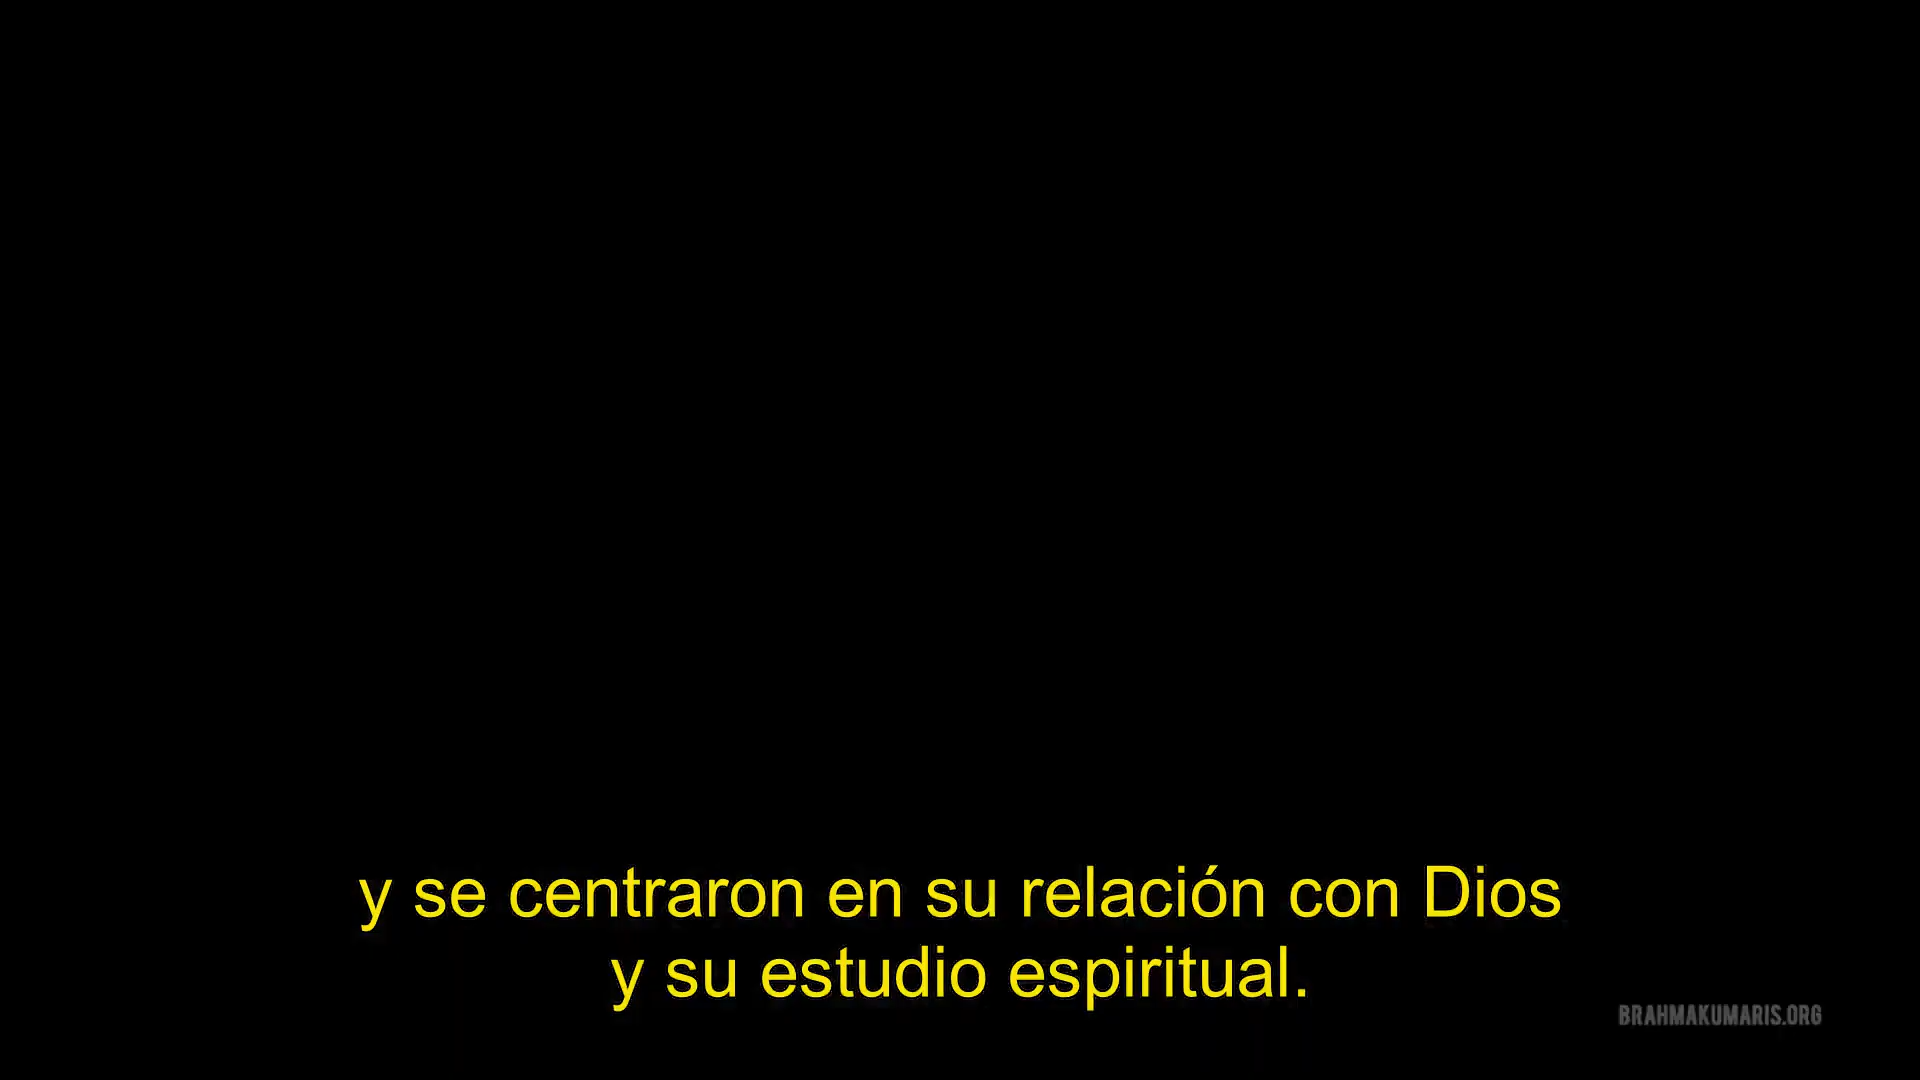 y se centraron en su relación con Dios
y su estudio espiritual.
BRAHMAKUMARIS.ORG